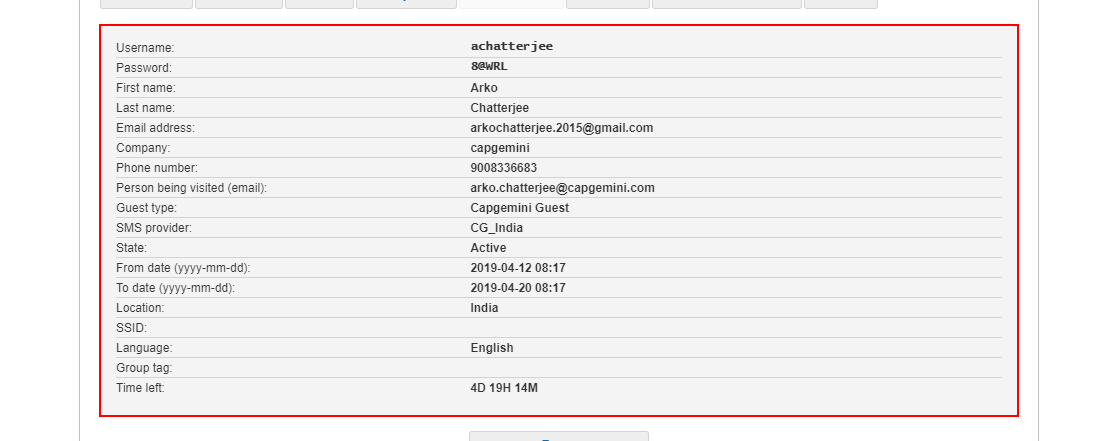 Username: achatterjee
Password: 8@WRL
First name: Arko
Last name: Chatterjee
Email address: arkochatterjee.2015@gmail.com
Company: capgemini
Phone number: 9008336683
Person being visited (email): arko.chatterjee@capgemini.com
Guest type: Capgemini Guest
SMS provider: CG_India
State: Active
From date (yyyy-mm-dd): 2019-04-12 08:17
To date (yyyy-mm-dd): 2019-04-20 08:17
Location: India
SSID:
Language: English
Group tag:
Time left: 4D 19H 14M